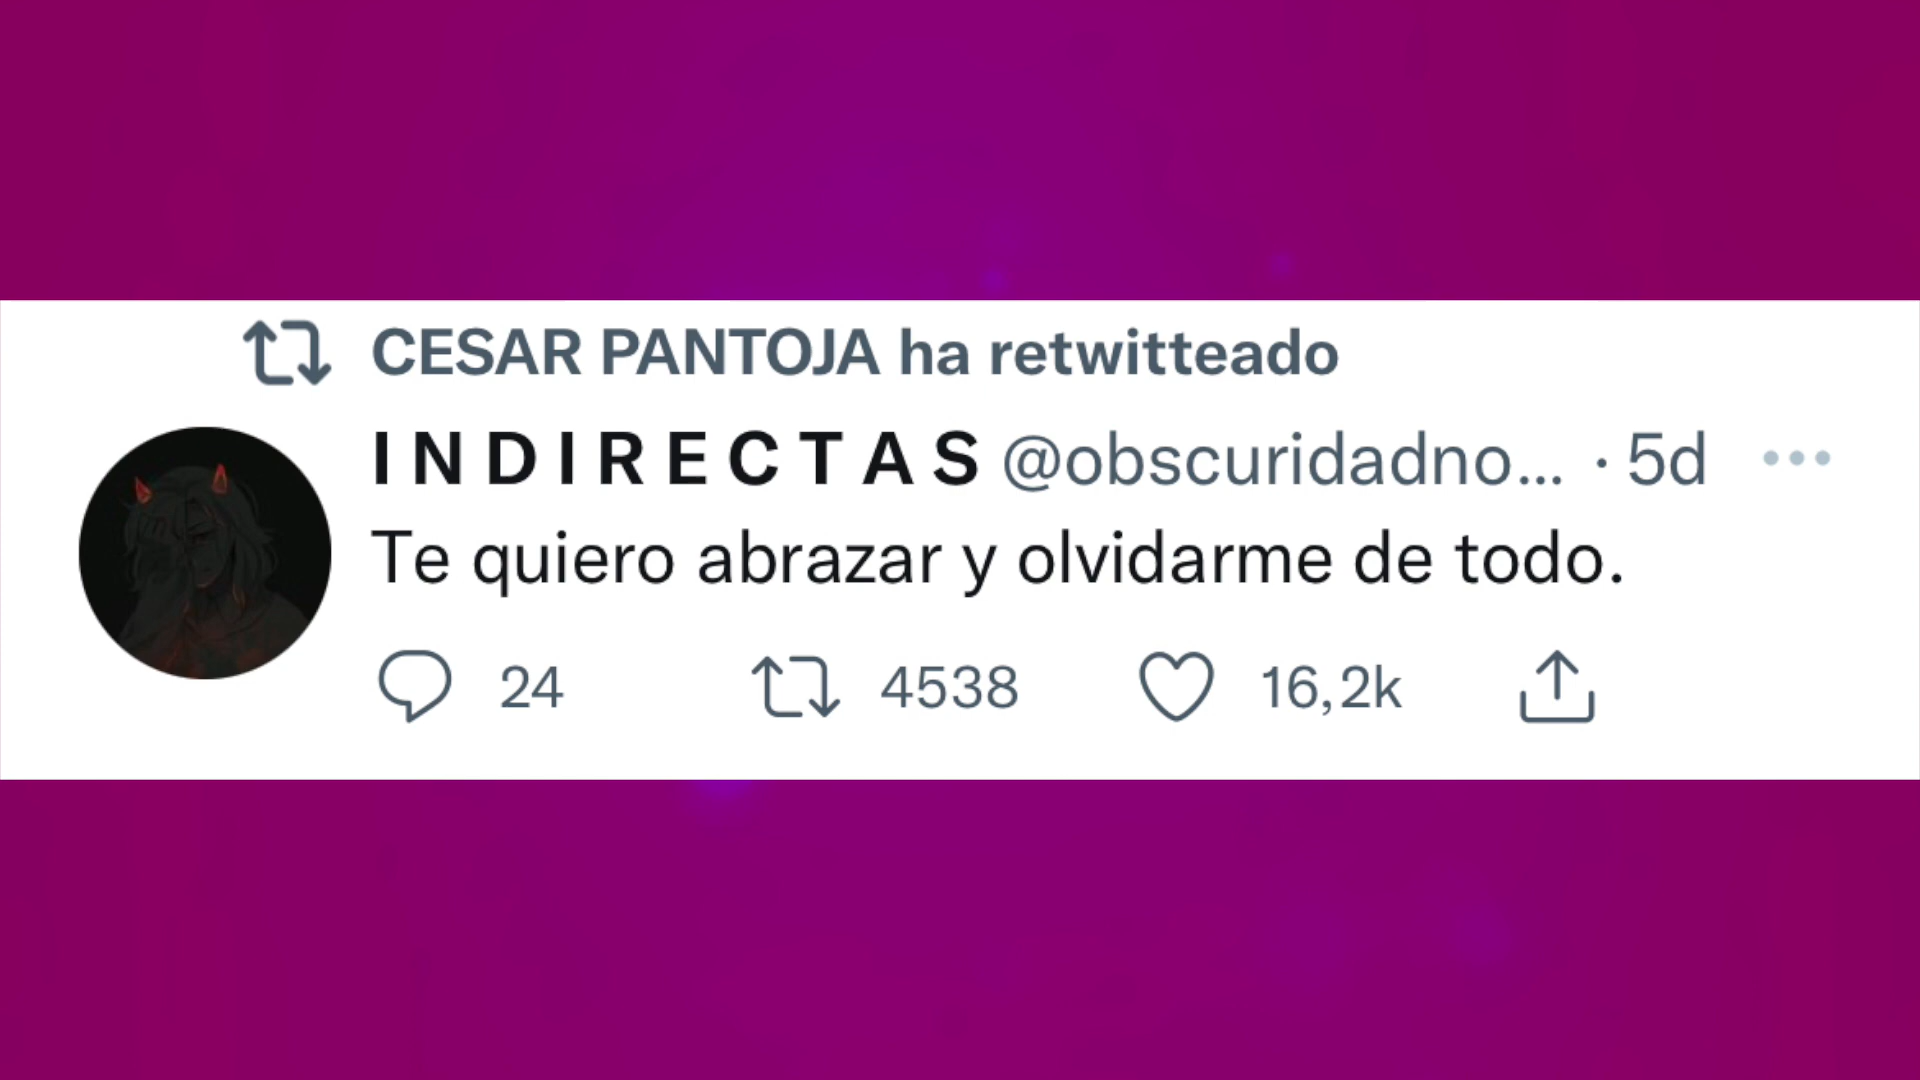 CESAR PANTOJA ha retwitteado
I N D I R E C T A S @obscuridadno... · 5d
Te quiero abrazar y olvidarme de todo.
24 4538 16,2k